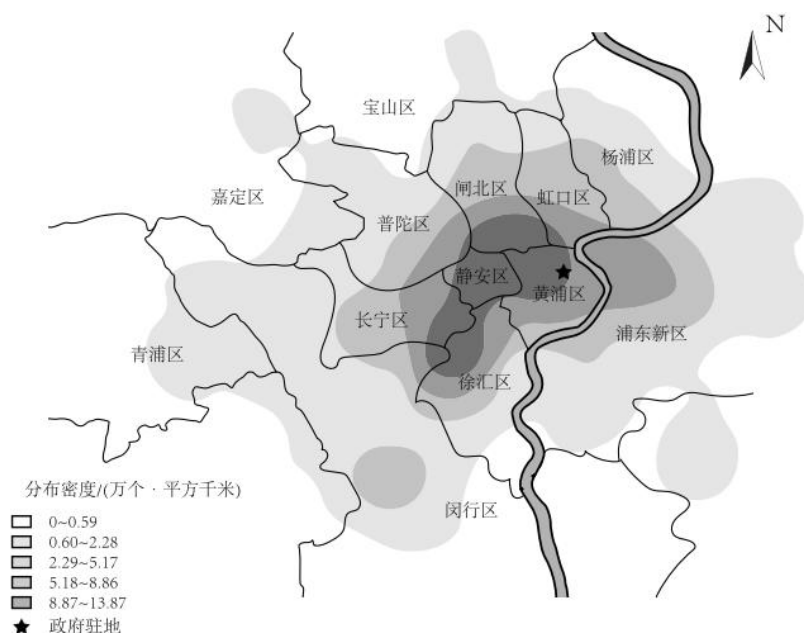 N
宝山区
杨浦区
嘉定区
闸北区
虹口区
普陀区
静安区
黄浦区
长宁区
浦东新区
青浦区
徐汇区
闵行区
分布密度/(万个 · 平方千米)
0~0.59
0.60~2.28
2.29~5.17
5.18~8.86
8.87~13.87
政府驻地